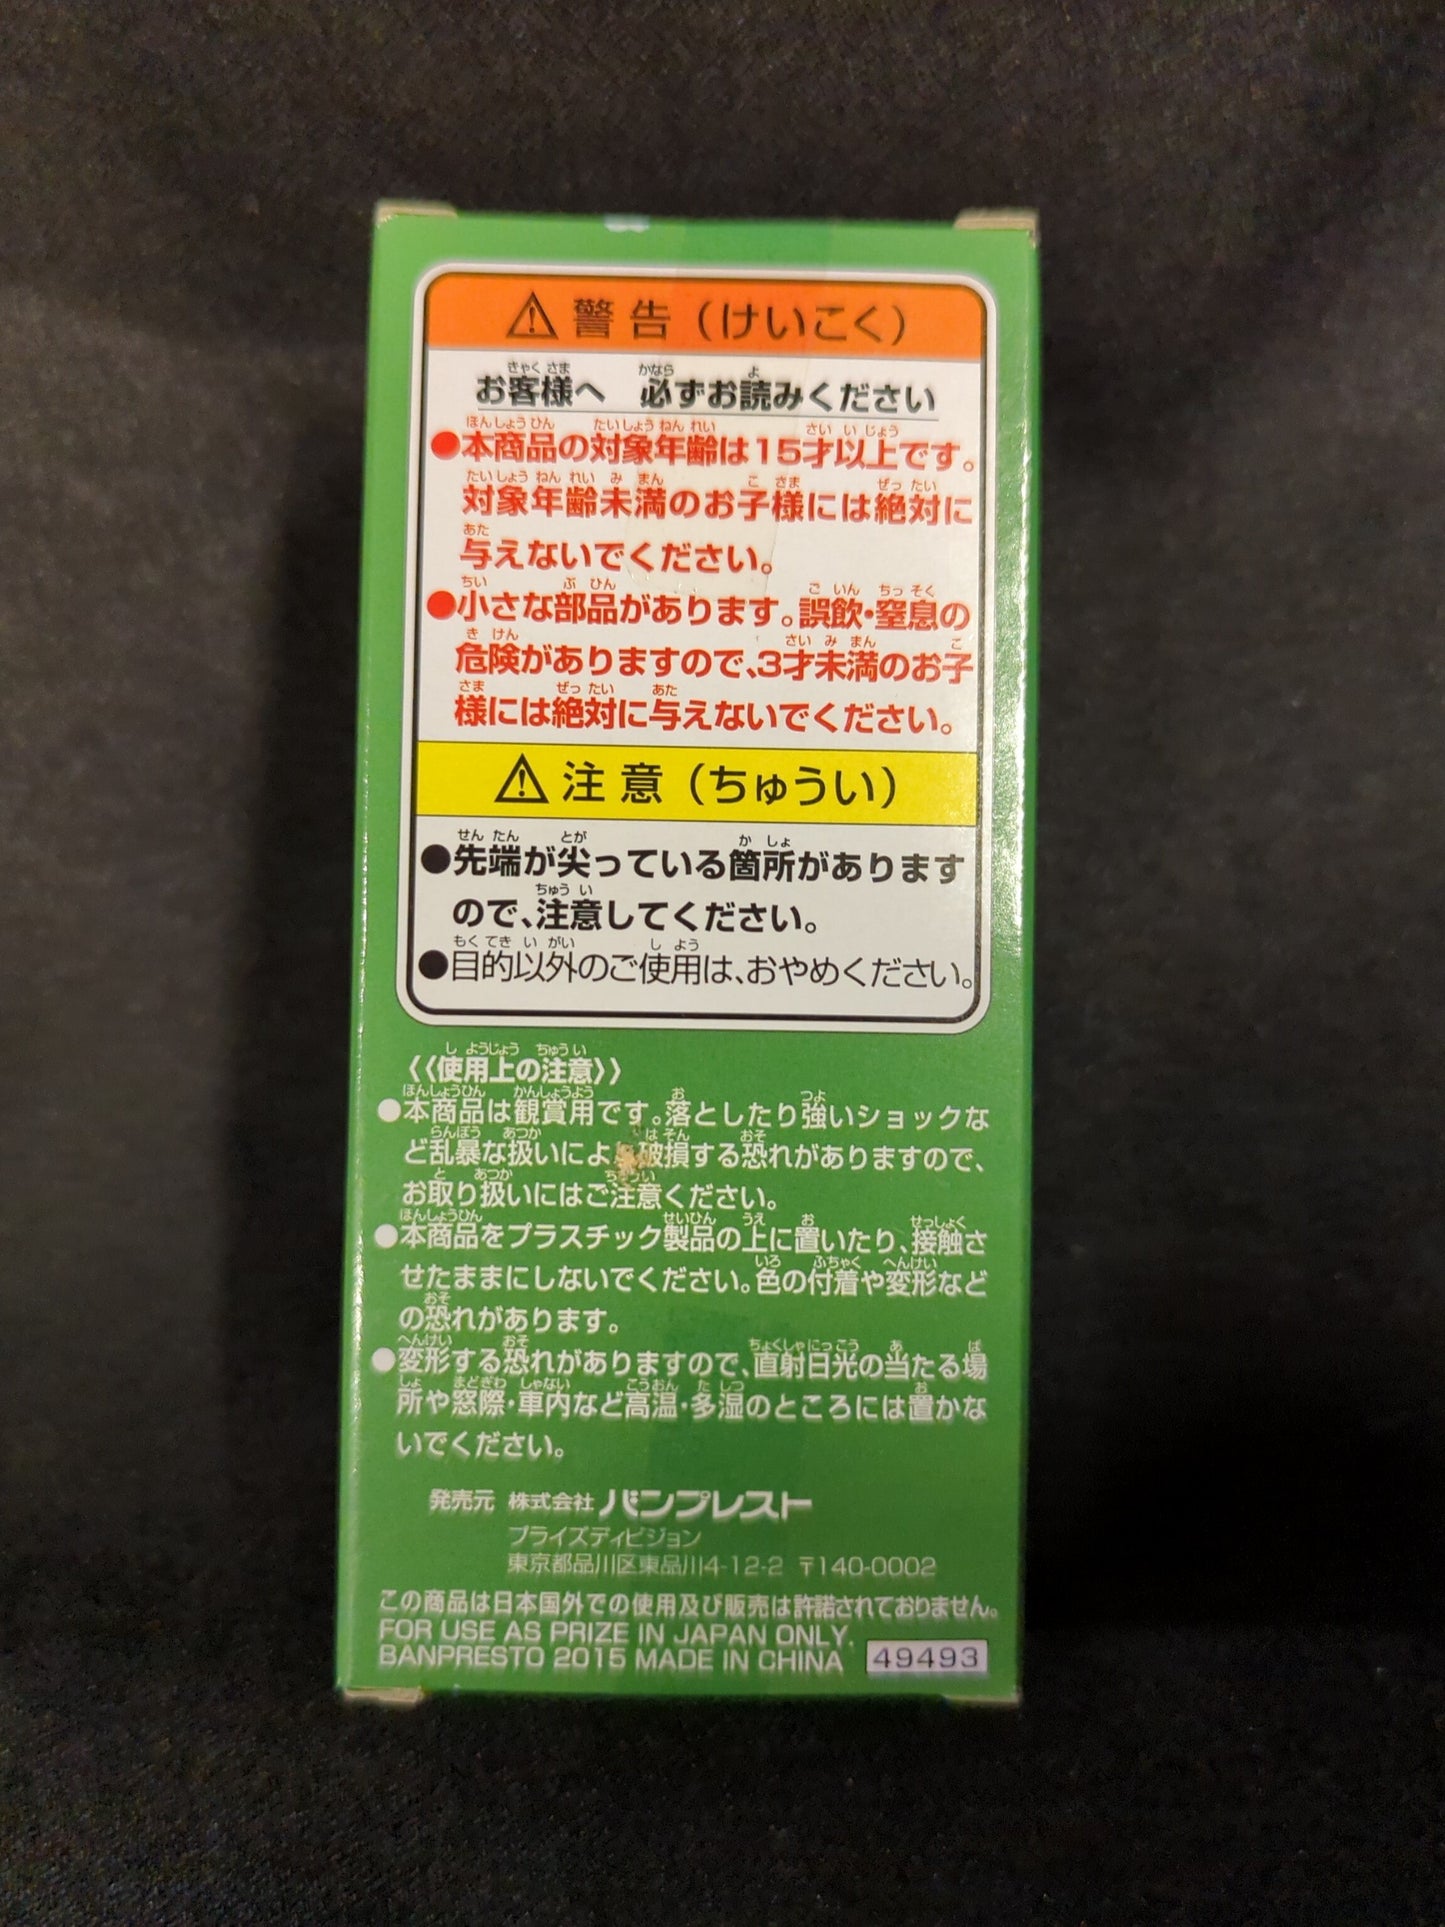 ⚠ 警告（けいこく）
お客様へ 必ずお読みください
●本商品の対象年齢は15才以上です。
対象年齢未満のお子様には絶対に
与えないでください。
●小さな部品があります。誤飲・窒息の
危険がありますので、3才未満のお子
様には絶対に与えないでください。
⚠ 注意（ちゅうい）
●先端が尖っている箇所があります
ので、注意してください。
●目的以外のご使用は、おやめください。
《使用上の注意》
●本商品は観賞用です。落としたり強いショックな
ど乱暴な扱いによ 破損する恐れがありますので、
お取り扱いにはご注意ください。
●本商品をプラスチック製品の上に置いたり、接触さ
せたままにしないでください。色の付着や変形など
の恐れがあります。
●変形する恐れがありますので、直射日光の当たる場
所や窓際・車内など高温・多湿のところには置かな
いでください。
発売元 株式会社バンプレスト
プライズディビジョン
東京都品川区東品川4-12-2 〒140-0002
この商品は日本国外での使用及び販売は許諾されておりません。
FOR USE AS PRIZE IN JAPAN ONLY.
BANPRESTO 2015 MADE IN CHINA 49493